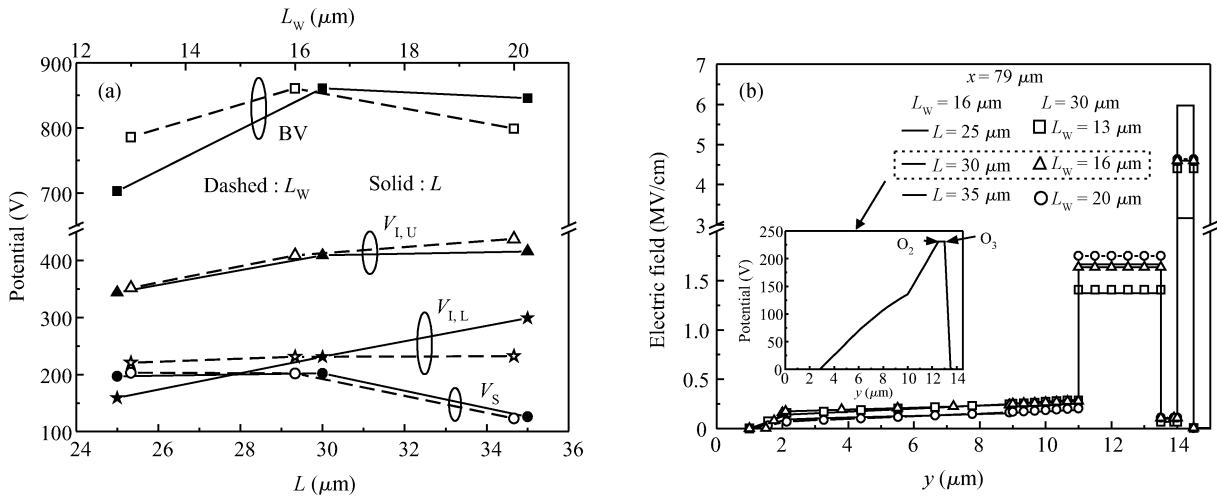 L_W (μm)
12 14 16 18 20
900
800
700
400
300
200
100
Potential (V)
(a)
BV
Dashed : L_W Solid : L
V_I, U
V_I, L
V_S
24 26 28 30 32 34 36
L (μm)
7
6
5
4
3
1.5
1.0
0.5
0
Electric field (MV/cm)
(b)
x = 79 μm
L_W = 16 μm L = 30 μm
L = 25 μm L_W = 13 μm
L = 30 μm L_W = 16 μm
L = 35 μm L_W = 20 μm
250
200
150
100
50
0
Potential (V)
O_2 O_3
0 2 4 6 8 10 12 14
y (μm)
0 2 4 6 8 10 12 14
y (μm)